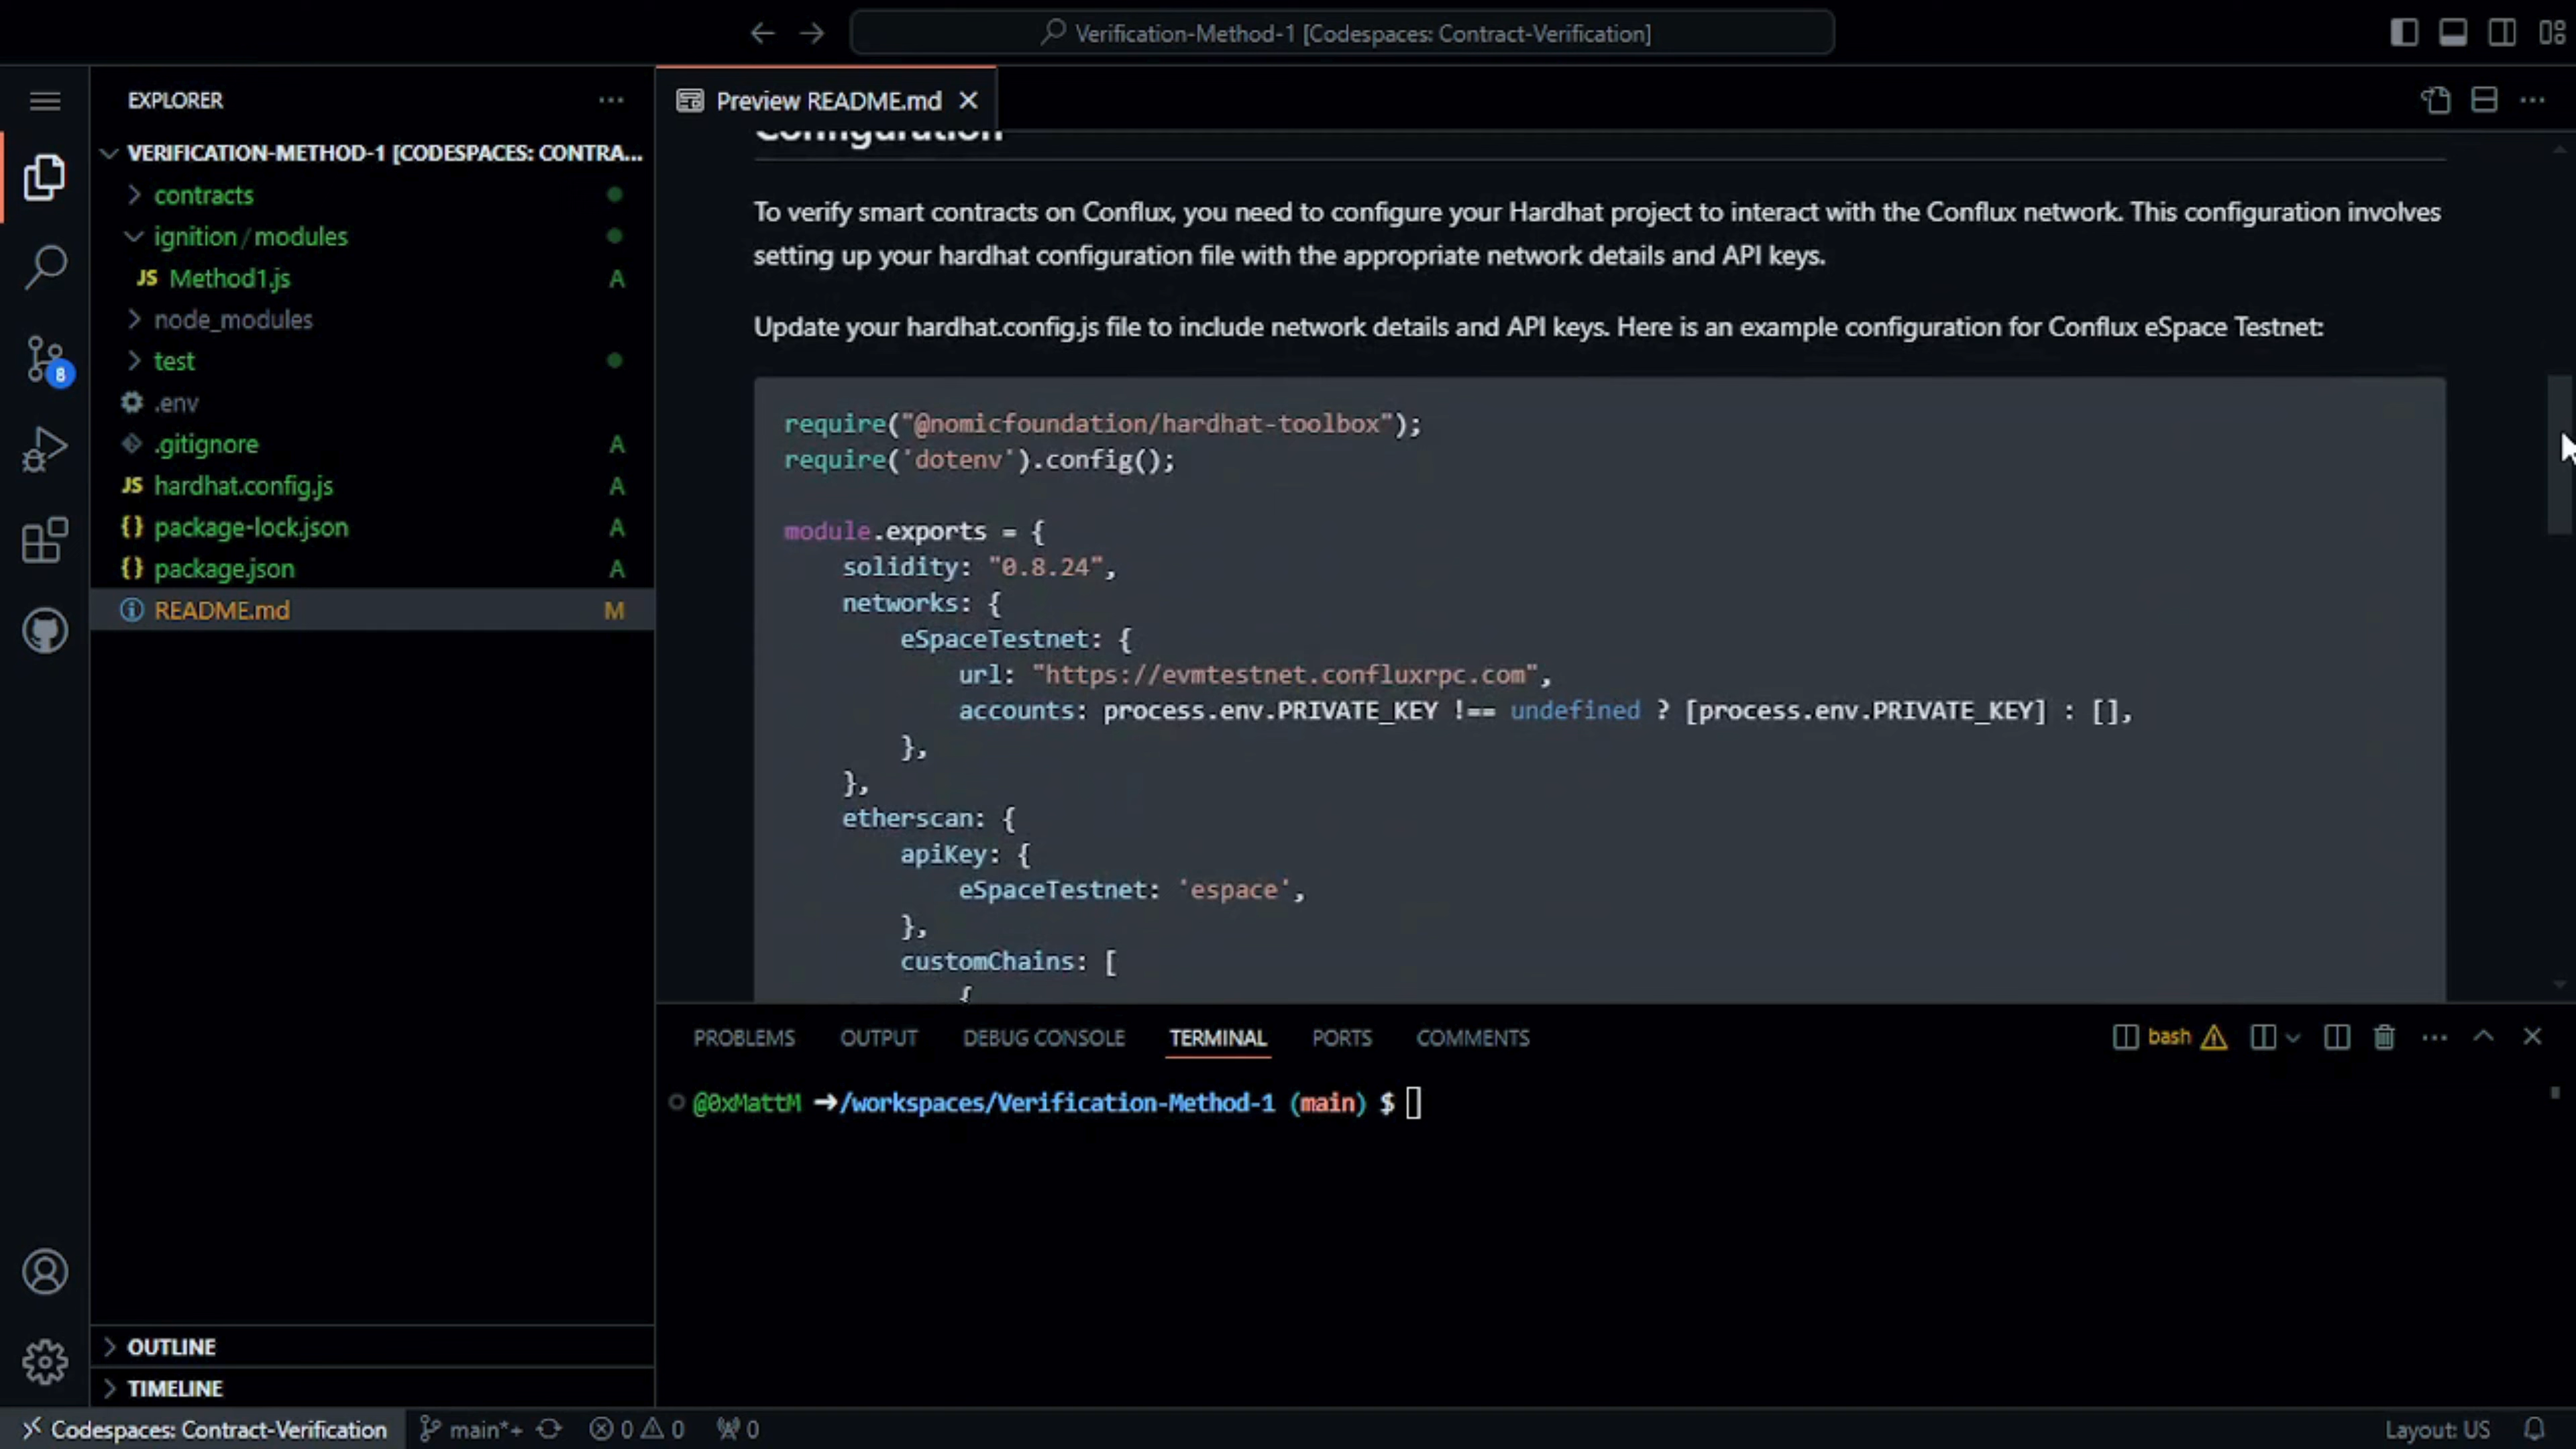 Verification-Method-1 [Codespaces: Contract-Verification]
EXPLORER
Preview README.md
VERIFICATION-METHOD-1 [CODESPACES: CONTRA...
contracts
ignition / modules
JS Method1.js A
node_modules
test
.env
.gitignore A
JS hardhat.config.js A
{} package-lock.json A
{} package.json A
README.md M
8
OUTLINE
TIMELINE
Configuration
To verify smart contracts on Conflux, you need to configure your Hardhat project to interact with the Conflux network. This configuration involves
setting up your hardhat configuration file with the appropriate network details and API keys.
Update your hardhat.config.js file to include network details and API keys. Here is an example configuration for Conflux eSpace Testnet:
require("@nomicfoundation/hardhat-toolbox");
require('dotenv').config();
module.exports = {
solidity: "0.8.24",
networks: {
eSpaceTestnet: {
url: "https://evmtestnet.confluxrpc.com",
accounts: process.env.PRIVATE_KEY !== undefined ? [process.env.PRIVATE_KEY] : [],
},
},
etherscan: {
apiKey: {
eSpaceTestnet: 'espace',
},
customChains: [
{
PROBLEMS OUTPUT DEBUG CONSOLE TERMINAL PORTS COMMENTS
bash
@0xMattM ➜/workspaces/Verification-Method-1 (main) $
Codespaces: Contract-Verification main*+ 0 0 0
Layout: US